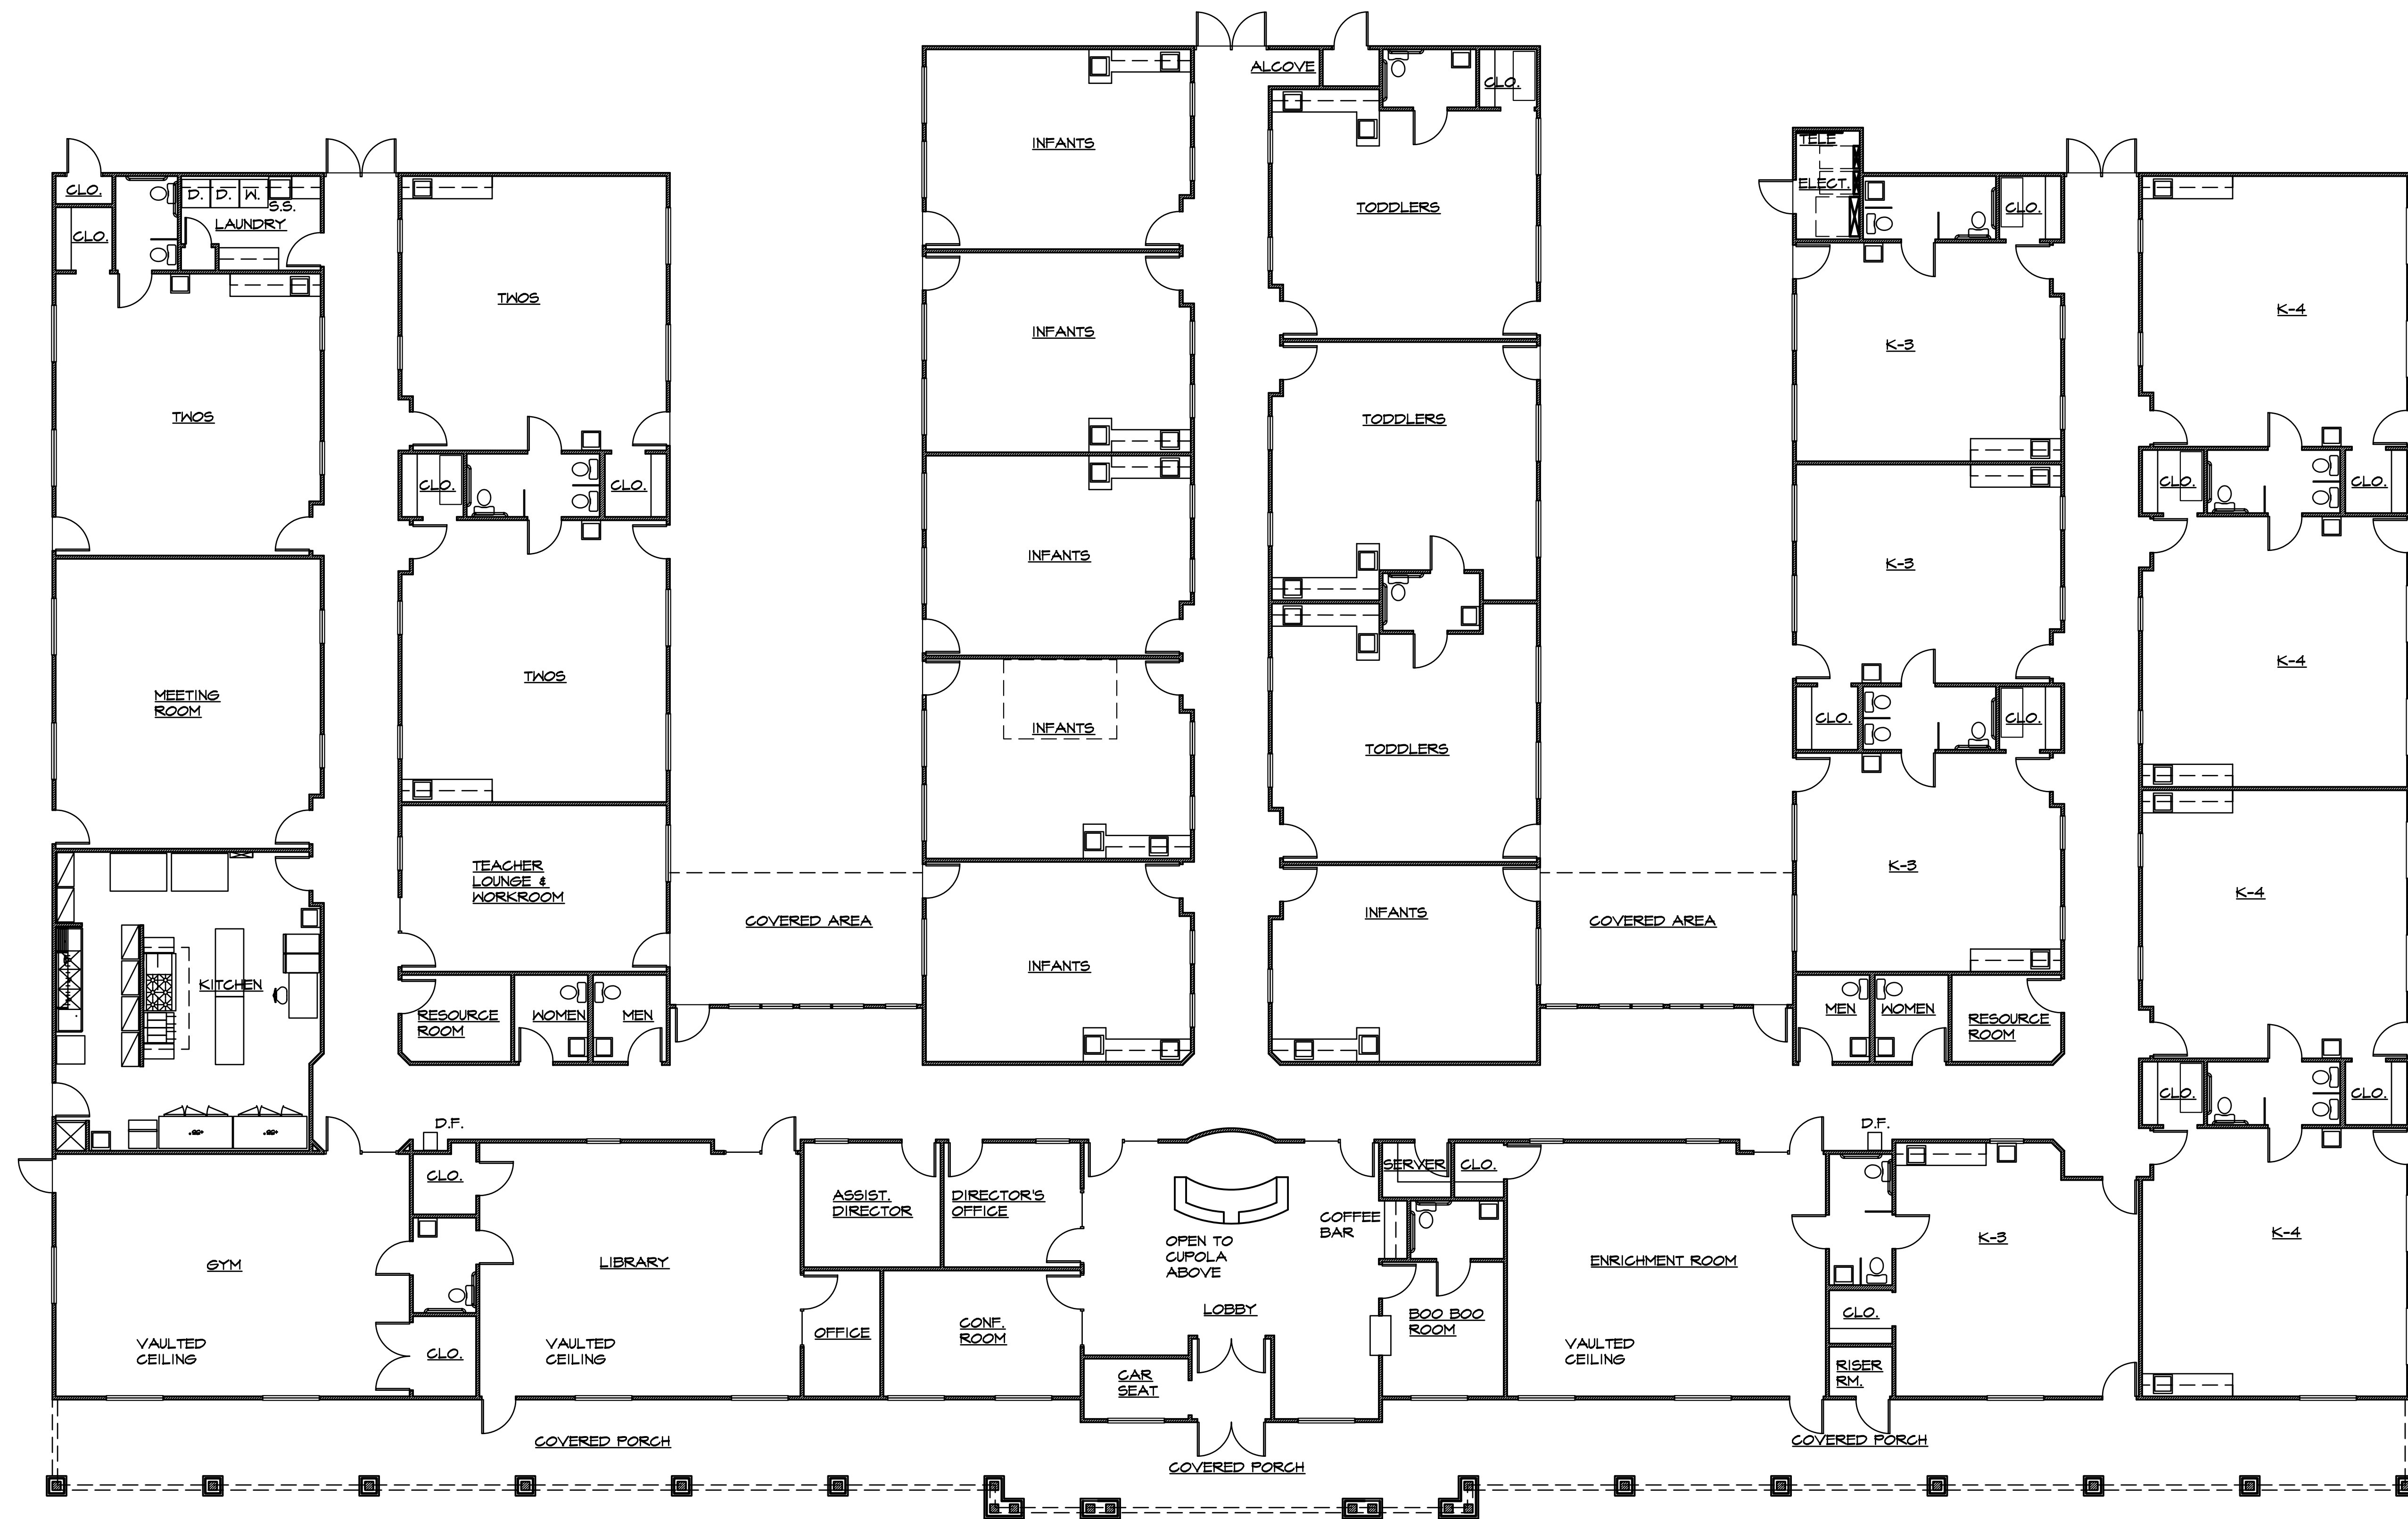 ALCOVE
CLO.
INFANTS
TODDLERS
TELE
ELECT.
CLO.
CLO.
D. D. W.
S.S.
LAUNDRY
CLO.
CLO.
TWOS
K-4
INFANTS
K-3
TWOS
TODDLERS
CLO.
CLO.
CLO.
CLO.
INFANTS
K-3
TWOS
K-4
MEETING
ROOM
INFANTS
CLO.
CLO.
TODDLERS
TEACHER
LOUNGE &
WORKROOM
K-3
K-4
COVERED AREA
INFANTS
COVERED AREA
INFANTS
KITCHEN
RESOURCE
ROOM
WOMEN
MEN
MEN
WOMEN
RESOURCE
ROOM
CLO.
CLO.
D.F.
D.F.
CLO.
ASSIST.
DIRECTOR
DIRECTOR'S
OFFICE
SERVER
CLO.
COFFEE
BAR
OPEN TO
CUPOLA
ABOVE
GYM
LIBRARY
ENRICHMENT ROOM
K-3
K-4
LOBBY
VAULTED
CEILING
CLO.
VAULTED
CEILING
OFFICE
CONF.
ROOM
BOO BOO
ROOM
VAULTED
CEILING
CLO.
CAR
SEAT
RISER
RM.
COVERED PORCH
COVERED PORCH
COVERED PORCH